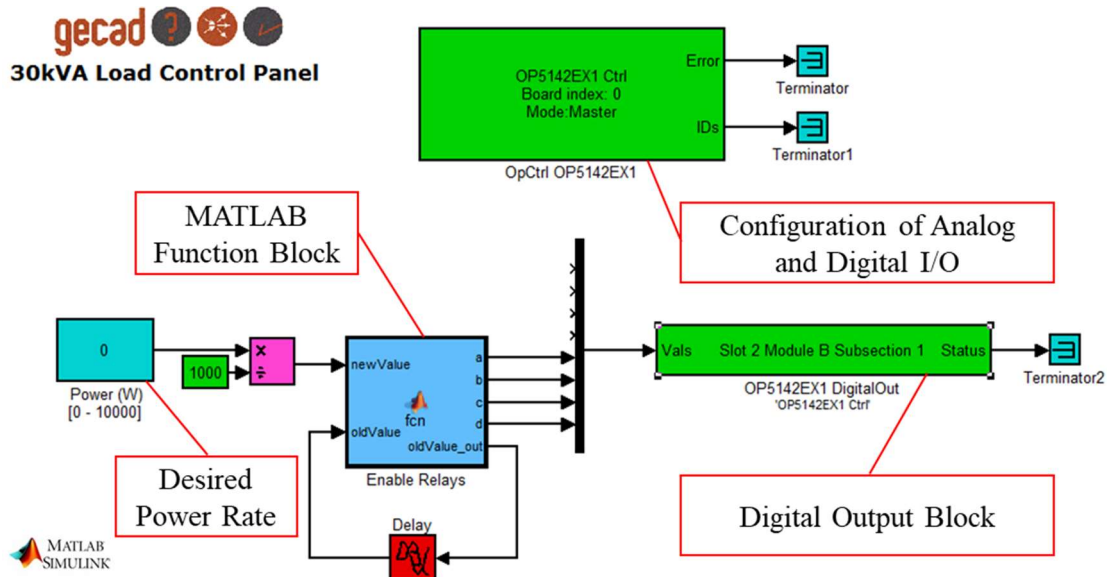 gecad ?
30kVA Load Control Panel
OP5142EX1 Ctrl
Board index: 0
Mode:Master
Error
IDs
OpCtrl OP5142EX1
Terminator
Terminator1
MATLAB
Function Block
Configuration of Analog
and Digital I/O
0
Power (W)
[0 - 10000]
1000
×
÷
newValue
oldValue
fcn
a
b
c
d
oldValue_out
Enable Relays
Delay
Vals
Slot 2 Module B Subsection 1
Status
OP5142EX1 DigitalOut
'OP5142EX1 Ctrl'
Terminator2
Desired
Power Rate
Digital Output Block
MATLAB
SIMULINK